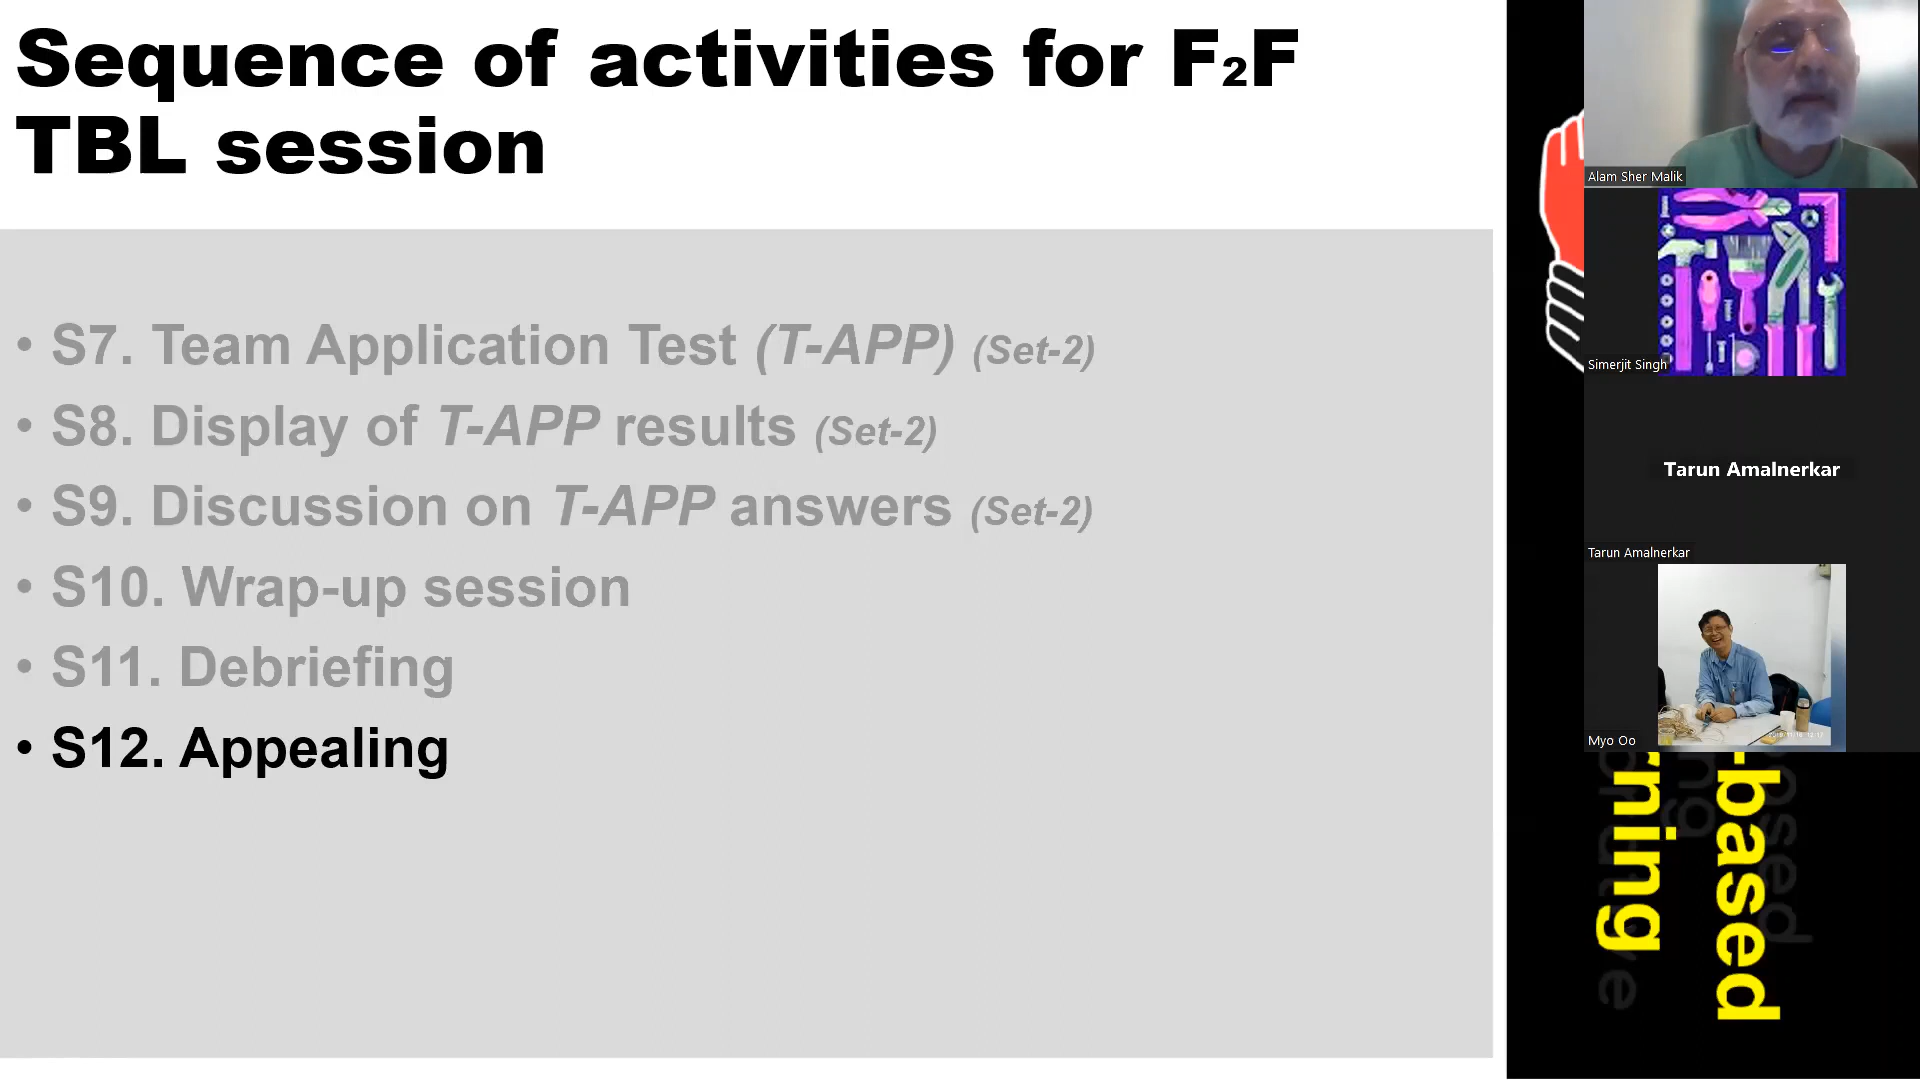 Sequence of activities for F2F
TBL session
• S7. Team Application Test (T-APP) (Set-2)
• S8. Display of T-APP results (Set-2)
• S9. Discussion on T-APP answers (Set-2)
• S10. Wrap-up session
• S11. Debriefing
• S12. Appealing
Alam Sher Malik
Simerjit Singh
Tarun Amalnerkar
Tarun Amalnerkar
Myo Oo
-based
rning